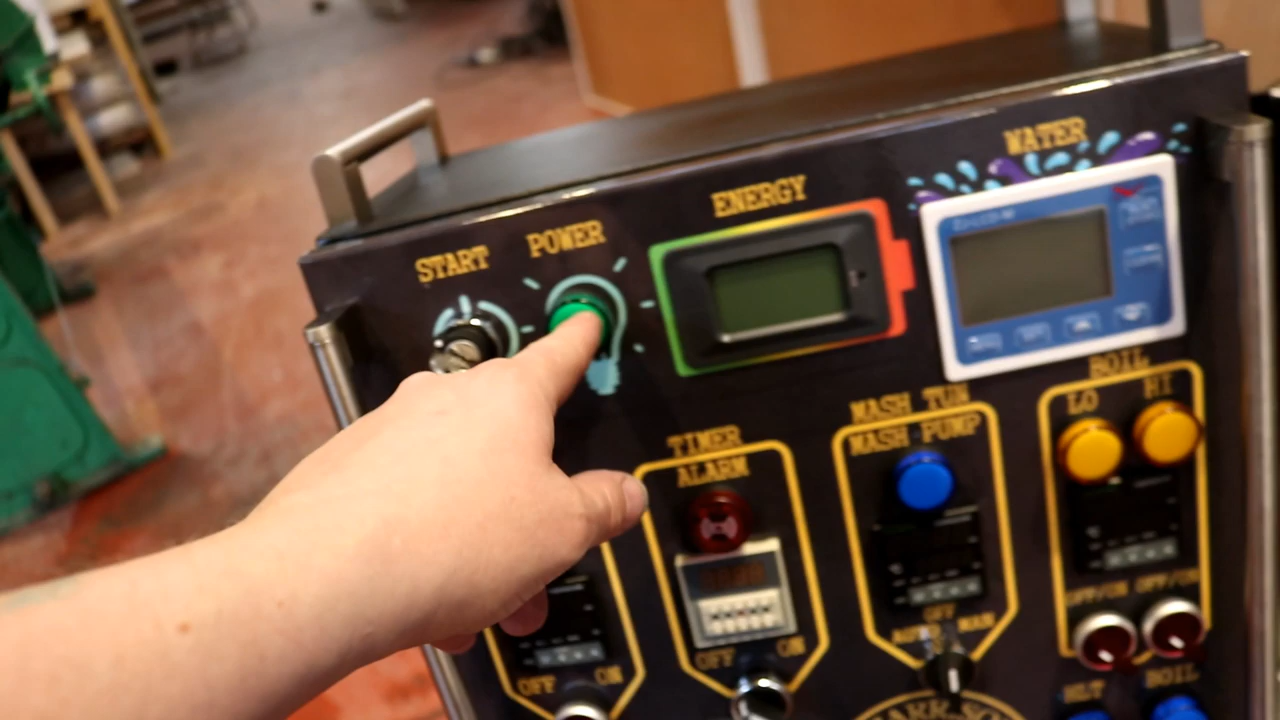 WATER
ENERGY
POWER
START
BOIL
LO HI
MASH TUN
MASH PUMP
TIMER
ALARM
OFF/ON OFF/ON
OFF
AUTO MAN
OFF ON
OFF ON
HLT BOIL